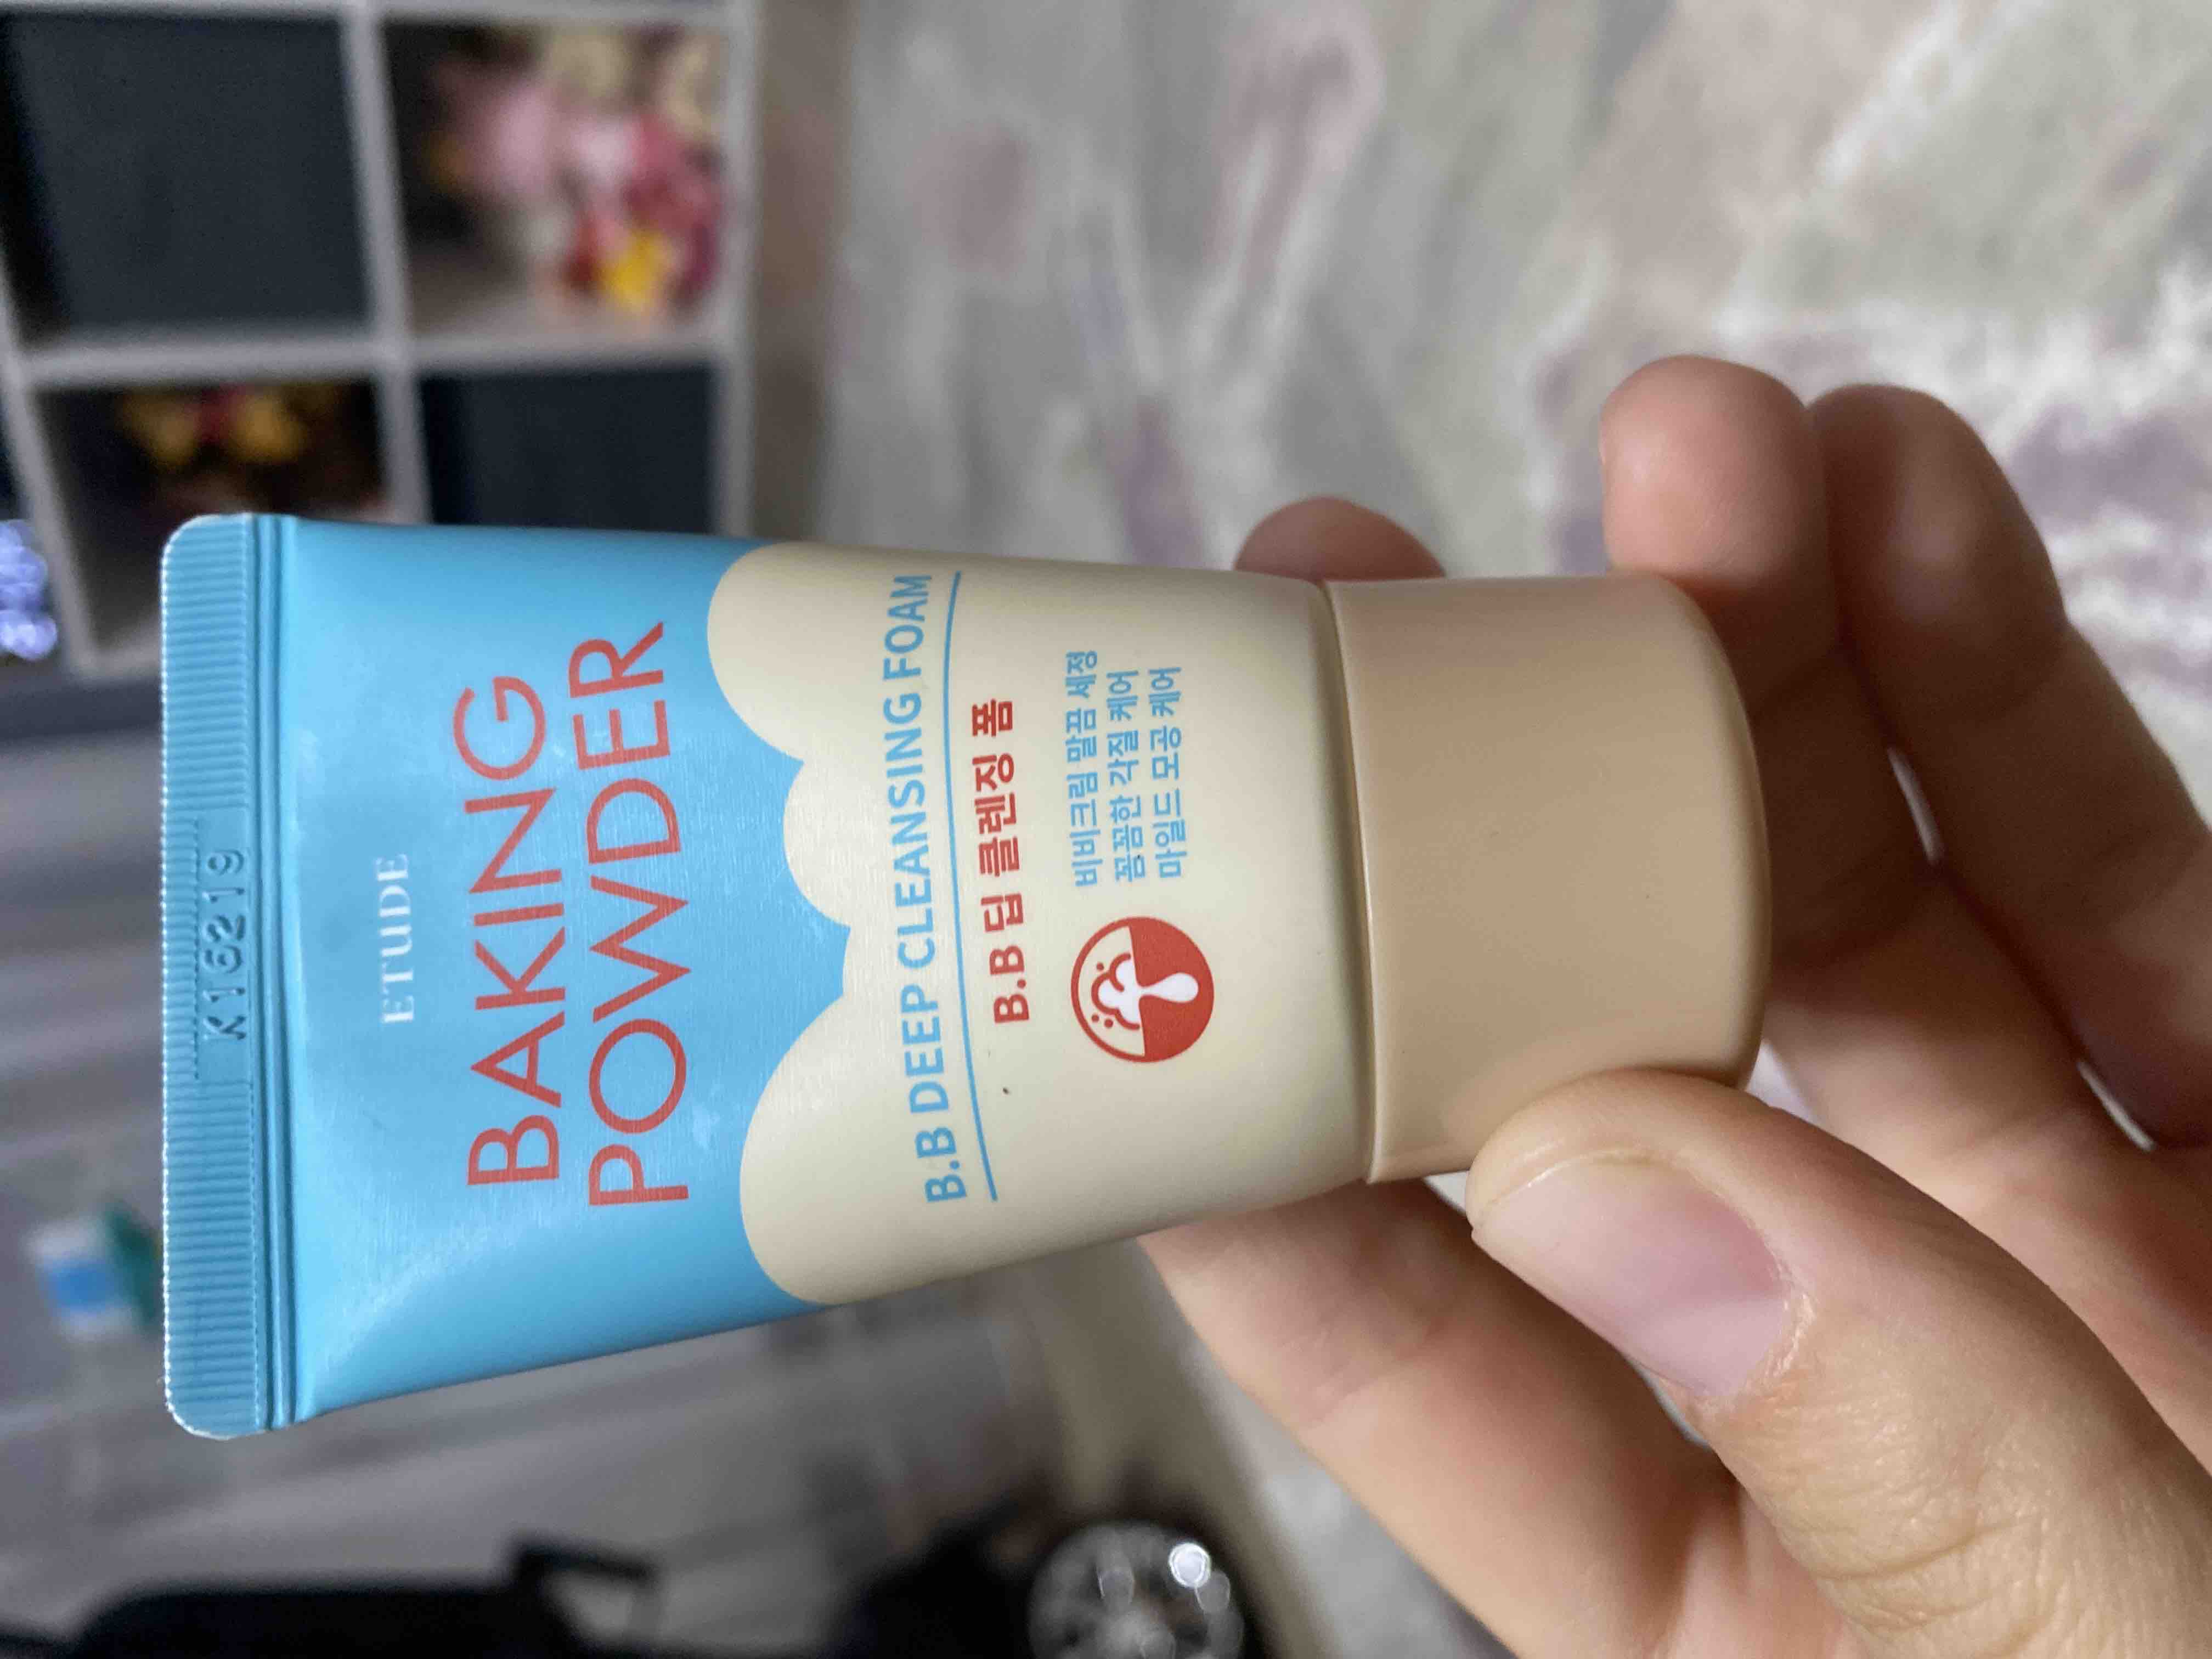 K16219
ETUDE
BAKING
POWDER
B.B DEEP CLEANSING FOAM
B.B 딥 클렌징 폼
비비크림 말끔 세정
꼼꼼한 각질 케어
마일드 모공 케어